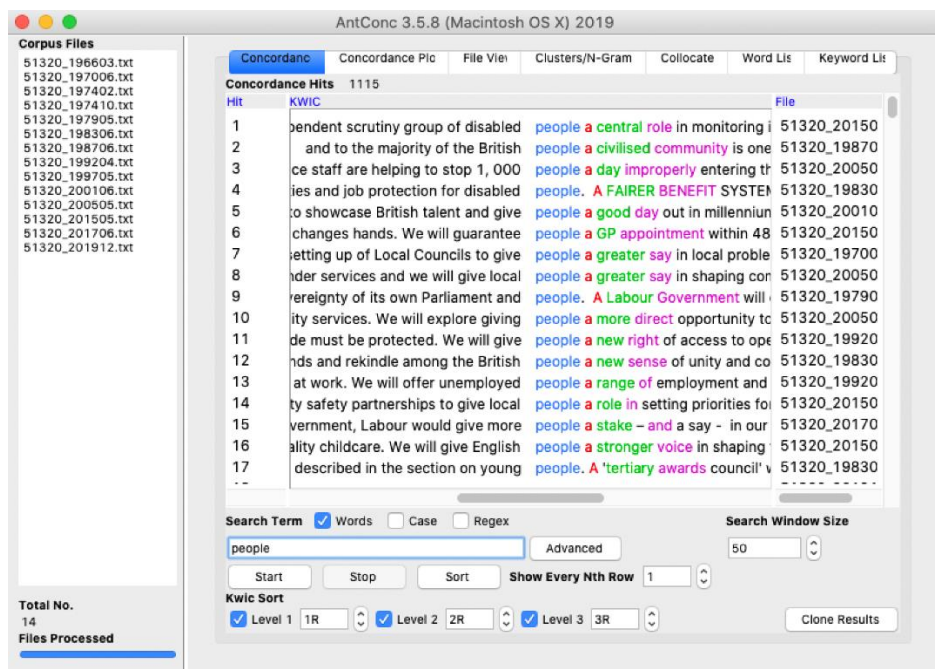 AntConc 3.5.8 (Macintosh OS X) 2019
Corpus Files
51320_196603.txt
51320_197006.txt
51320_197402.txt
51320_197410.txt
51320_197905.txt
51320_198306.txt
51320_198706.txt
51320_199204.txt
51320_199705.txt
51320_200106.txt
51320_200505.txt
51320_201505.txt
51320_201706.txt
51320_201912.txt
Total No.
14
Files Processed
Concordanc Concordance Plc File Viev Clusters/N-Gram Collocate Word Lis Keyword Lis
Concordance Hits 1115
Hit KWIC File
1 pendent scrutiny group of disabled people a central role in monitoring i 51320_20150
2 and to the majority of the British people a civilised community is one 51320_19870
3 ce staff are helping to stop 1, 000 people a day improperly entering th 51320_20050
4 ties and job protection for disabled people. A FAIRER BENEFIT SYSTEM 51320_19830
5 to showcase British talent and give people a good day out in millennium 51320_20010
6 changes hands. We will guarantee people a GP appointment within 48 51320_20150
7 setting up of Local Councils to give people a greater say in local proble 51320_19700
8 nder services and we will give local people a greater say in shaping con 51320_20050
9 vereignty of its own Parliament and people. A Labour Government will 51320_19790
10 ity services. We will explore giving people a more direct opportunity to 51320_20050
11 de must be protected. We will give people a new right of access to ope 51320_19920
12 nds and rekindle among the British people a new sense of unity and co 51320_19830
13 at work. We will offer unemployed people a range of employment and 51320_19920
14 ty safety partnerships to give local people a role in setting priorities for 51320_20150
15 vernment, Labour would give more people a stake – and a say - in our 51320_20170
16 ality childcare. We will give English people a stronger voice in shaping 51320_20150
17 described in the section on young people. A 'tertiary awards council' w 51320_19830
Search Term Words Case Regex Search Window Size
people Advanced 50
Start Stop Sort Show Every Nth Row 1
Kwic Sort
Level 1 1R Level 2 2R Level 3 3R Clone Results